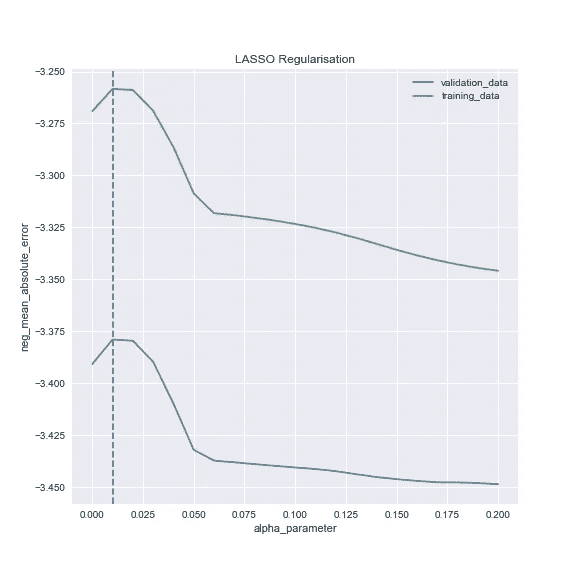 LASSO Regularisation
validation_data
training_data
neg_mean_absolute_error
−3.250
−3.275
−3.300
−3.325
−3.350
−3.375
−3.400
−3.425
−3.450
0.000 0.025 0.050 0.075 0.100 0.125 0.150 0.175 0.200
alpha_parameter